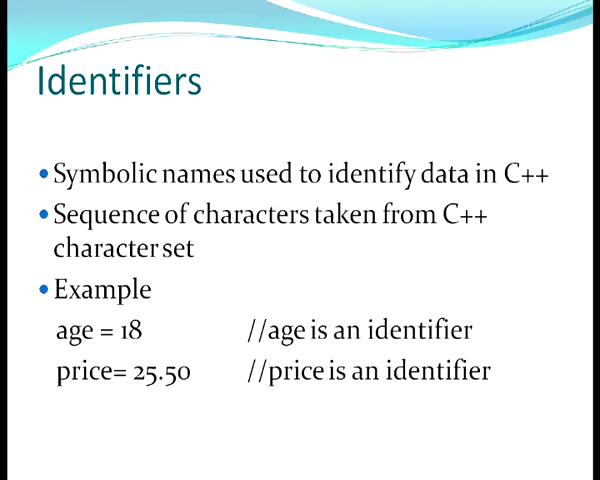 Identifiers
• Symbolic names used to identify data in C++
• Sequence of characters taken from C++
character set
• Example
age = 18 //age is an identifier
price= 25.50 //price is an identifier